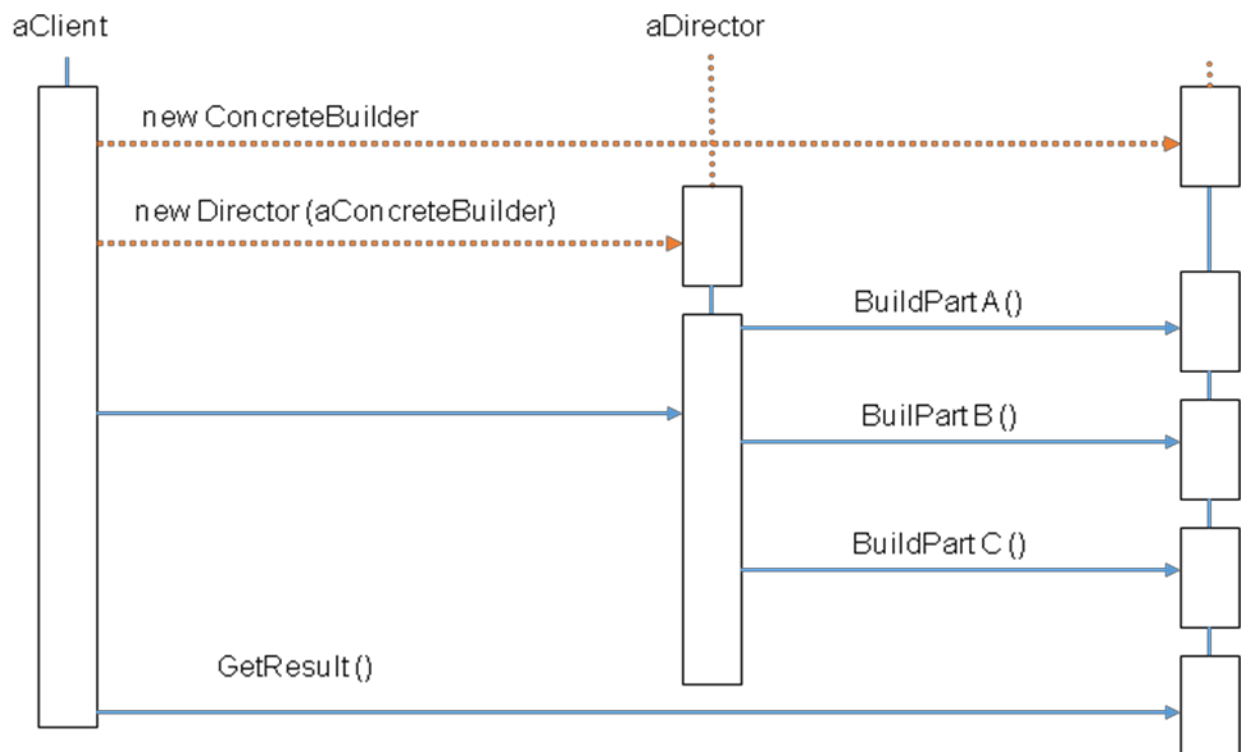 aClient
aDirector
new ConcreteBuilder
new Director (aConcreteBuilder)
BuildPart A ()
BuilPart B ()
BuildPart C ()
GetResult ()